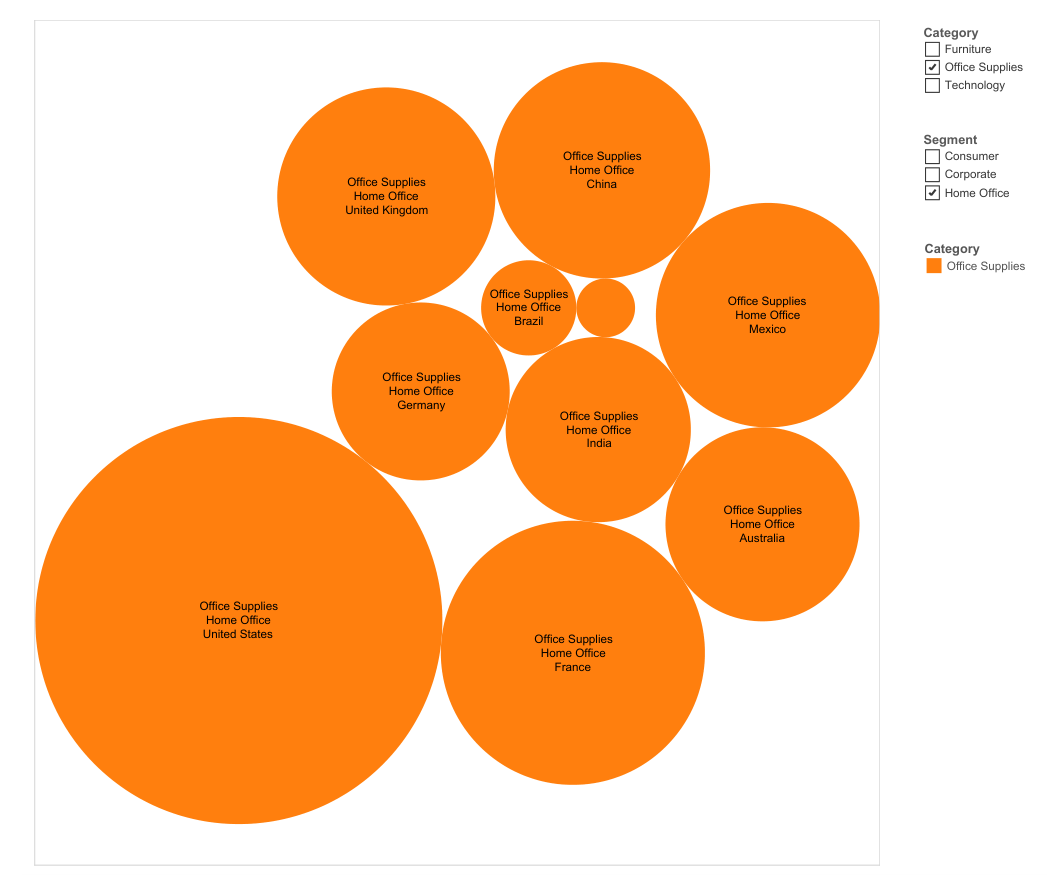 Office Supplies
Home Office
China
Office Supplies
Home Office
United Kingdom
Office Supplies
Home Office
Brazil
Office Supplies
Home Office
Mexico
Office Supplies
Home Office
Germany
Office Supplies
Home Office
India
Office Supplies
Home Office
Australia
Office Supplies
Home Office
United States
Office Supplies
Home Office
France
Category
Furniture
Office Supplies
Technology
Segment
Consumer
Corporate
Home Office
Category
Office Supplies